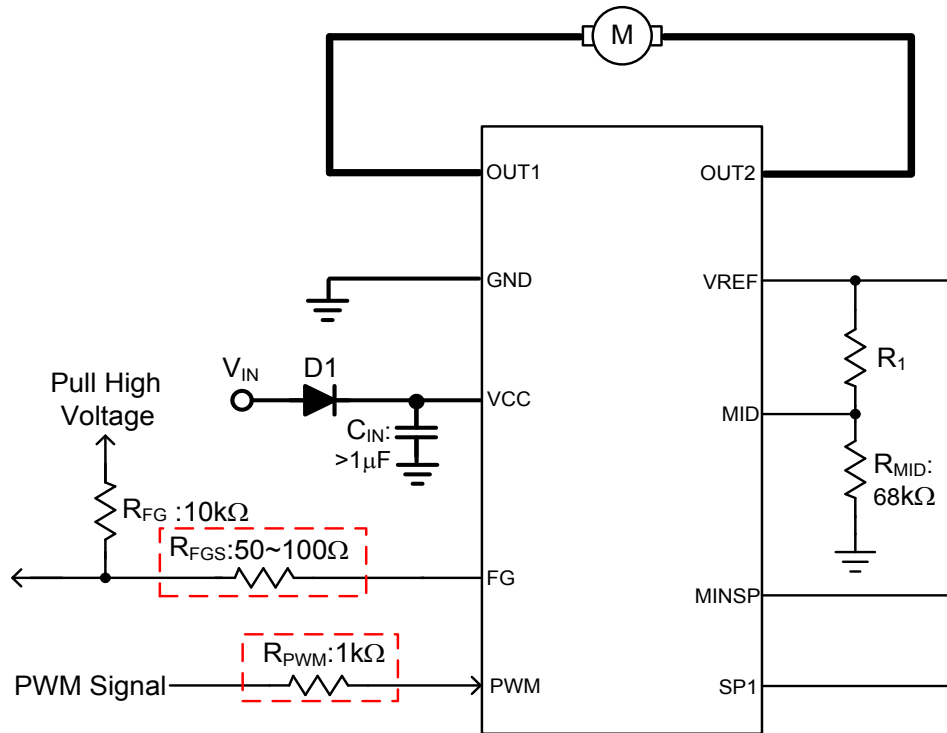 M
OUT1
OUT2
GND
VREF
R1
VIN
D1
VCC
MID
CIN:
>1μF
RMID:
68kΩ
Pull High
Voltage
RFG :10kΩ
RFGS:50~100Ω
FG
MINSP
RPWM:1kΩ
PWM Signal
PWM
SP1